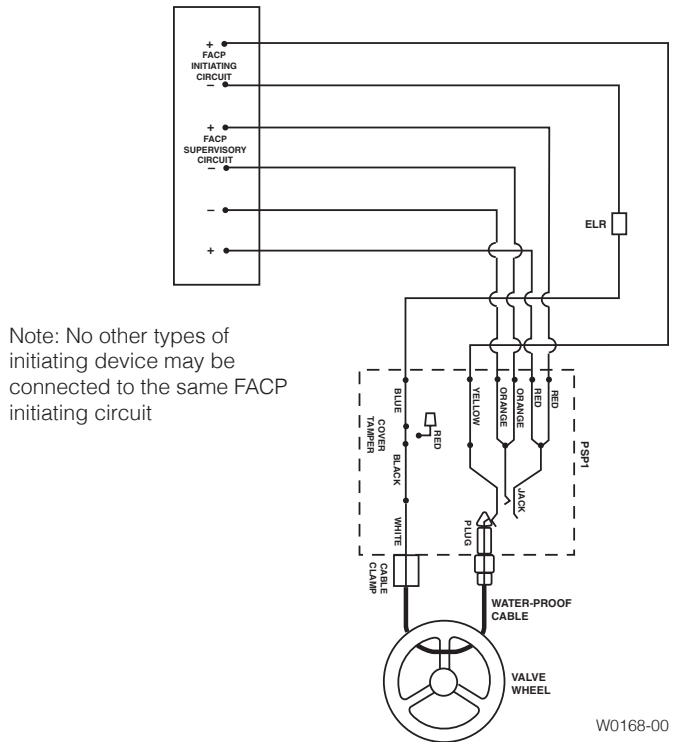 +
FACP
INITIATING
CIRCUIT
–
+
FACP
SUPERVISORY
CIRCUIT
–
–
+
ELR
Note: No other types of
initiating device may be
connected to the same FACP
initiating circuit
BLUE
COVER
TAMPER
RED
BLACK
WHITE
YELLOW
ORANGE
ORANGE
RED
RED
PSP1
JACK
PLUG
CABLE
CLAMP
WATER-PROOF
CABLE
VALVE
WHEEL
W0168-00